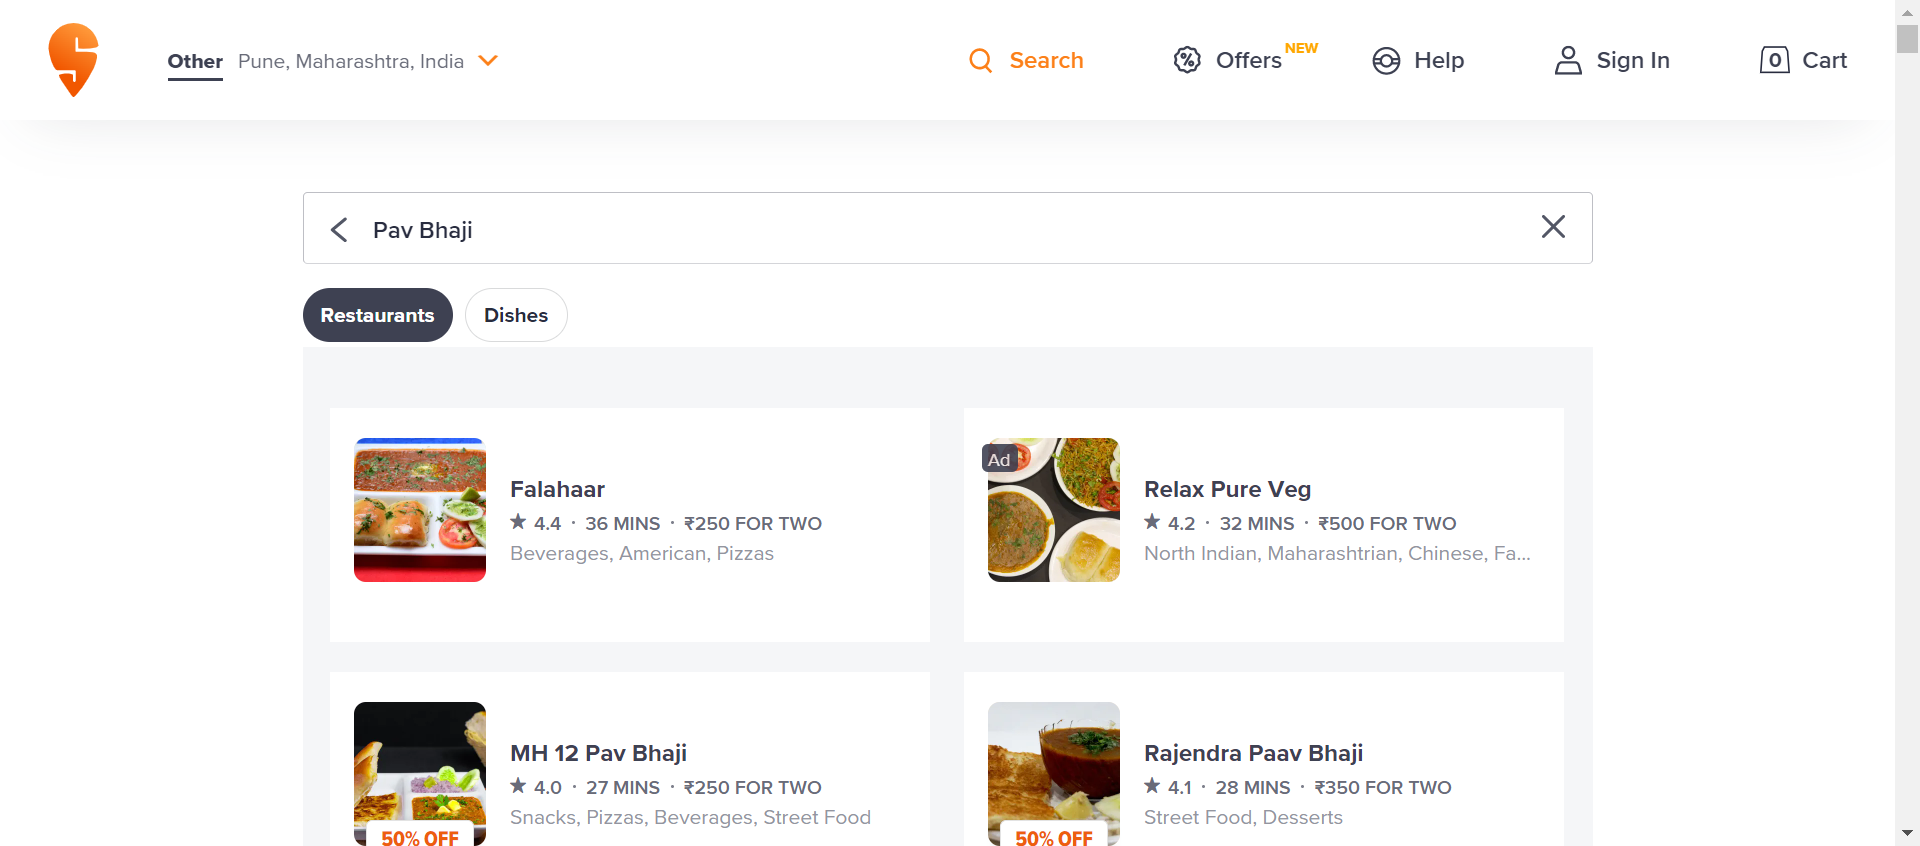 Other Pune, Maharashtra, India
Search
Offers NEW
Help
Sign In
0 Cart
Pav Bhaji
Restaurants
Dishes
Falahaar
★ 4.4 · 36 MINS · ₹250 FOR TWO
Beverages, American, Pizzas
Ad
Relax Pure Veg
★ 4.2 · 32 MINS · ₹500 FOR TWO
North Indian, Maharashtrian, Chinese, Fa...
MH 12 Pav Bhaji
★ 4.0 · 27 MINS · ₹250 FOR TWO
Snacks, Pizzas, Beverages, Street Food
50% OFF
Rajendra Paav Bhaji
★ 4.1 · 28 MINS · ₹350 FOR TWO
Street Food, Desserts
50% OFF